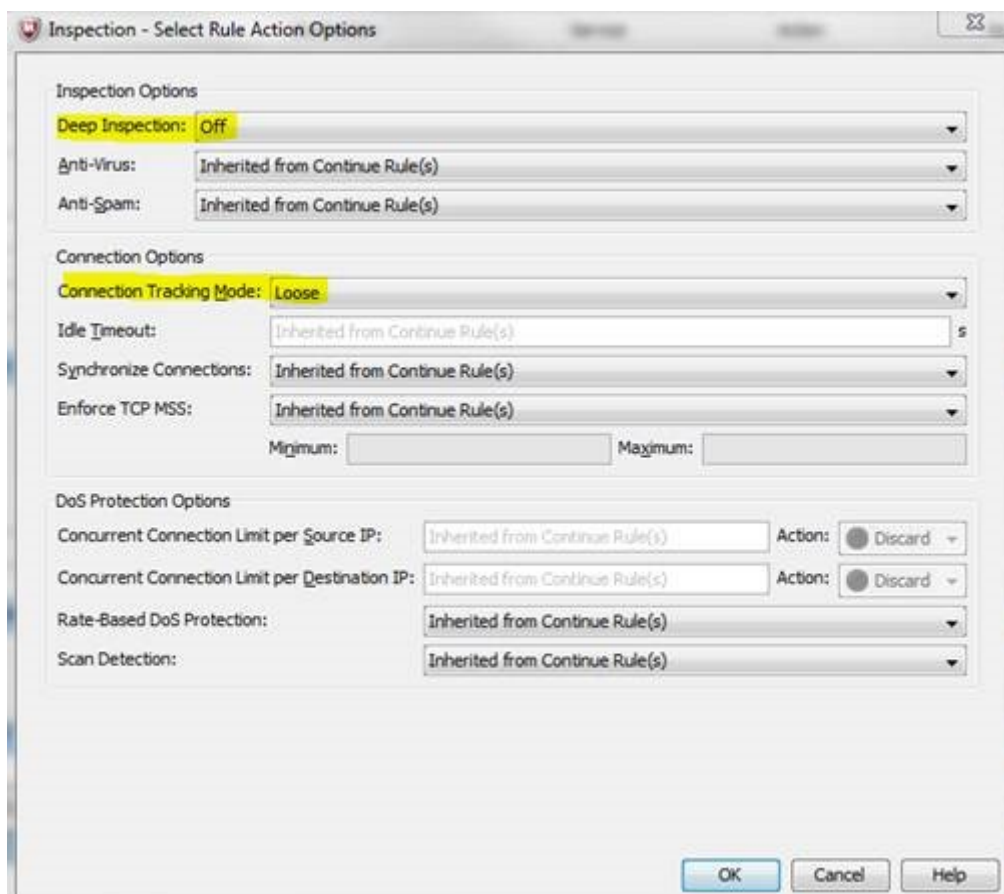 Inspection - Select Rule Action Options
Inspection Options
Deep Inspection: Off
Anti-Virus: Inherited from Continue Rule(s)
Anti-Spam: Inherited from Continue Rule(s)
Connection Options
Connection Tracking Mode: Loose
Idle Timeout: Inherited from Continue Rule(s) s
Synchronize Connections: Inherited from Continue Rule(s)
Enforce TCP MSS: Inherited from Continue Rule(s)
Minimum: Maximum:
DoS Protection Options
Concurrent Connection Limit per Source IP: Inherited from Continue Rule(s) Action: Discard
Concurrent Connection Limit per Destination IP: Inherited from Continue Rule(s) Action: Discard
Rate-Based DoS Protection: Inherited from Continue Rule(s)
Scan Detection: Inherited from Continue Rule(s)
OK Cancel Help